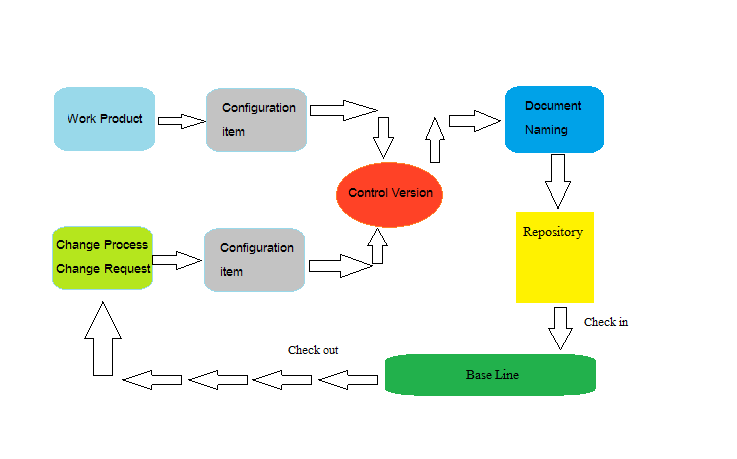 Work Product
Configuration
item
Document
Naming
Control Version
Change Process
Change Request
Configuration
item
Repository
Check in
Check out
Base Line